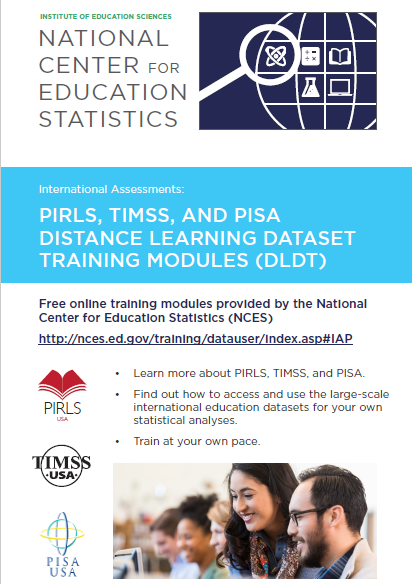 INSTITUTE OF EDUCATION SCIENCES
NATIONAL
CENTER FOR
EDUCATION
STATISTICS
International Assessments:
PIRLS, TIMSS, AND PISA
DISTANCE LEARNING DATASET
TRAINING MODULES (DLDT)
Free online training modules provided by the National
Center for Education Statistics (NCES)
http://nces.ed.gov/training/datauser/index.asp#IAP
• Learn more about PIRLS, TIMSS, and PISA.
• Find out how to access and use the large-scale
international education datasets for your own
statistical analyses.
• Train at your own pace.
PIRLS
USA
TIMSS
•USA•
PISA
USA